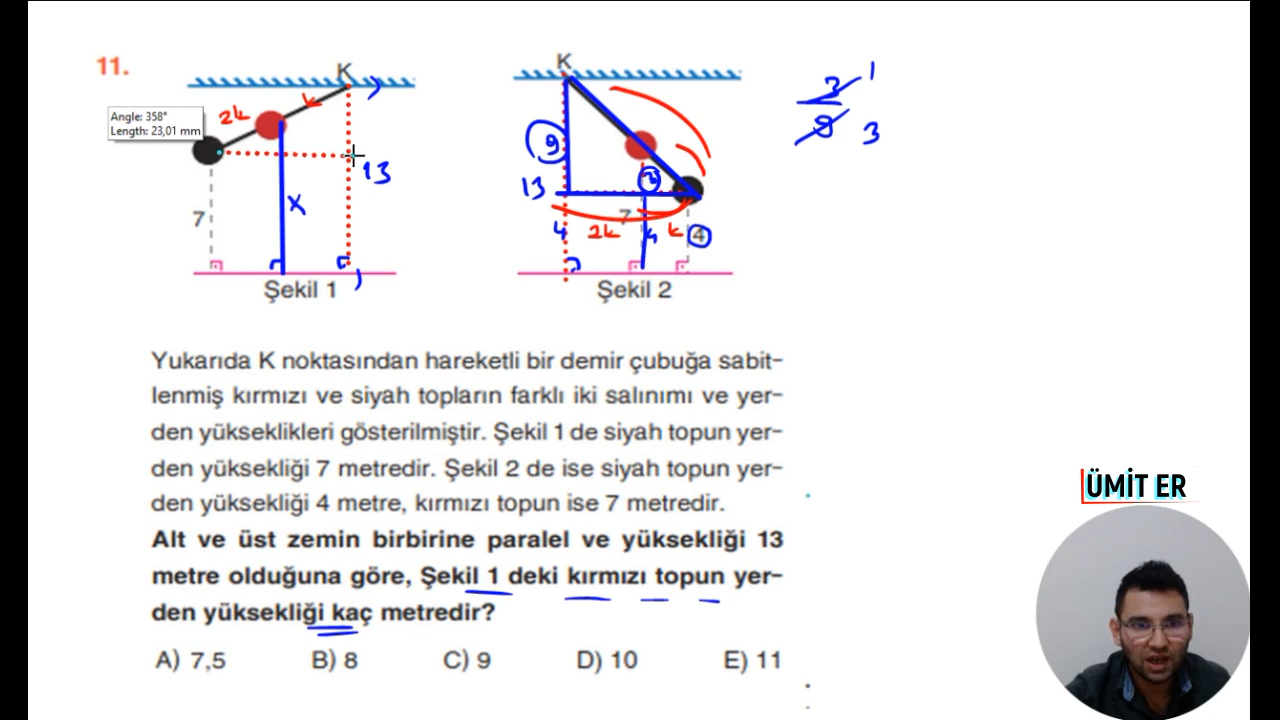 11.
K
K
Angle: 358°
Length: 23,01 mm
2k
k
13
7
x
9
13
3
7
4
2k
4
k
4
3
1
9
3
Şekil 1
Şekil 2
Yukarıda K noktasından hareketli bir demir çubuğa sabit-
lenmiş kırmızı ve siyah topların farklı iki salınımı ve yer-
den yükseklikleri gösterilmiştir. Şekil 1 de siyah topun yer-
den yüksekliği 7 metredir. Şekil 2 de ise siyah topun yer-
den yüksekliği 4 metre, kırmızı topun ise 7 metredir.
Alt ve üst zemin birbirine paralel ve yüksekliği 13
metre olduğuna göre, Şekil 1 deki kırmızı topun yer-
den yüksekliği kaç metredir?
A) 7,5 B) 8 C) 9 D) 10 E) 11
ÜMİT ER